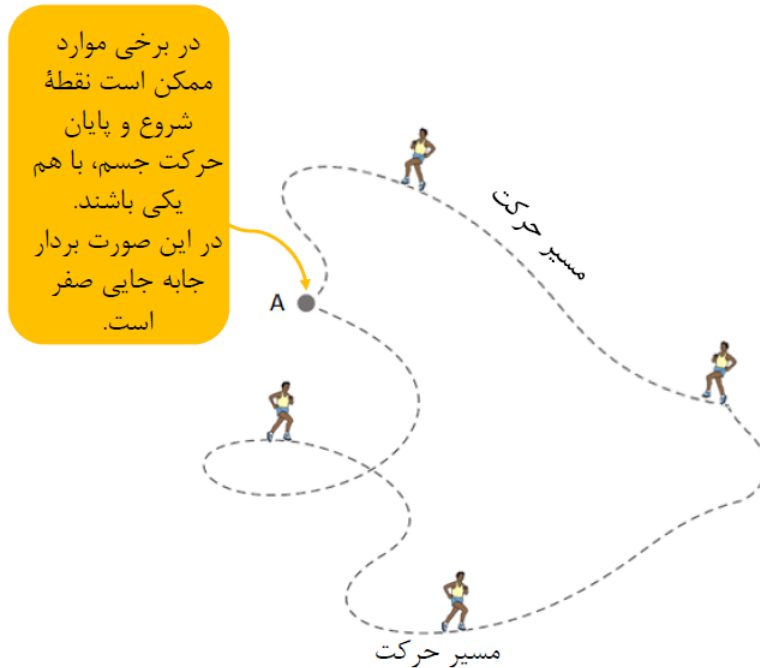 در برخی موارد
ممکن است نقطهٔ
شروع و پایان
حرکت جسم، با هم
یکی باشند.
در این صورت بردار
جابه جایی صفر
است.
مسیر حرکت
A
مسیر حرکت